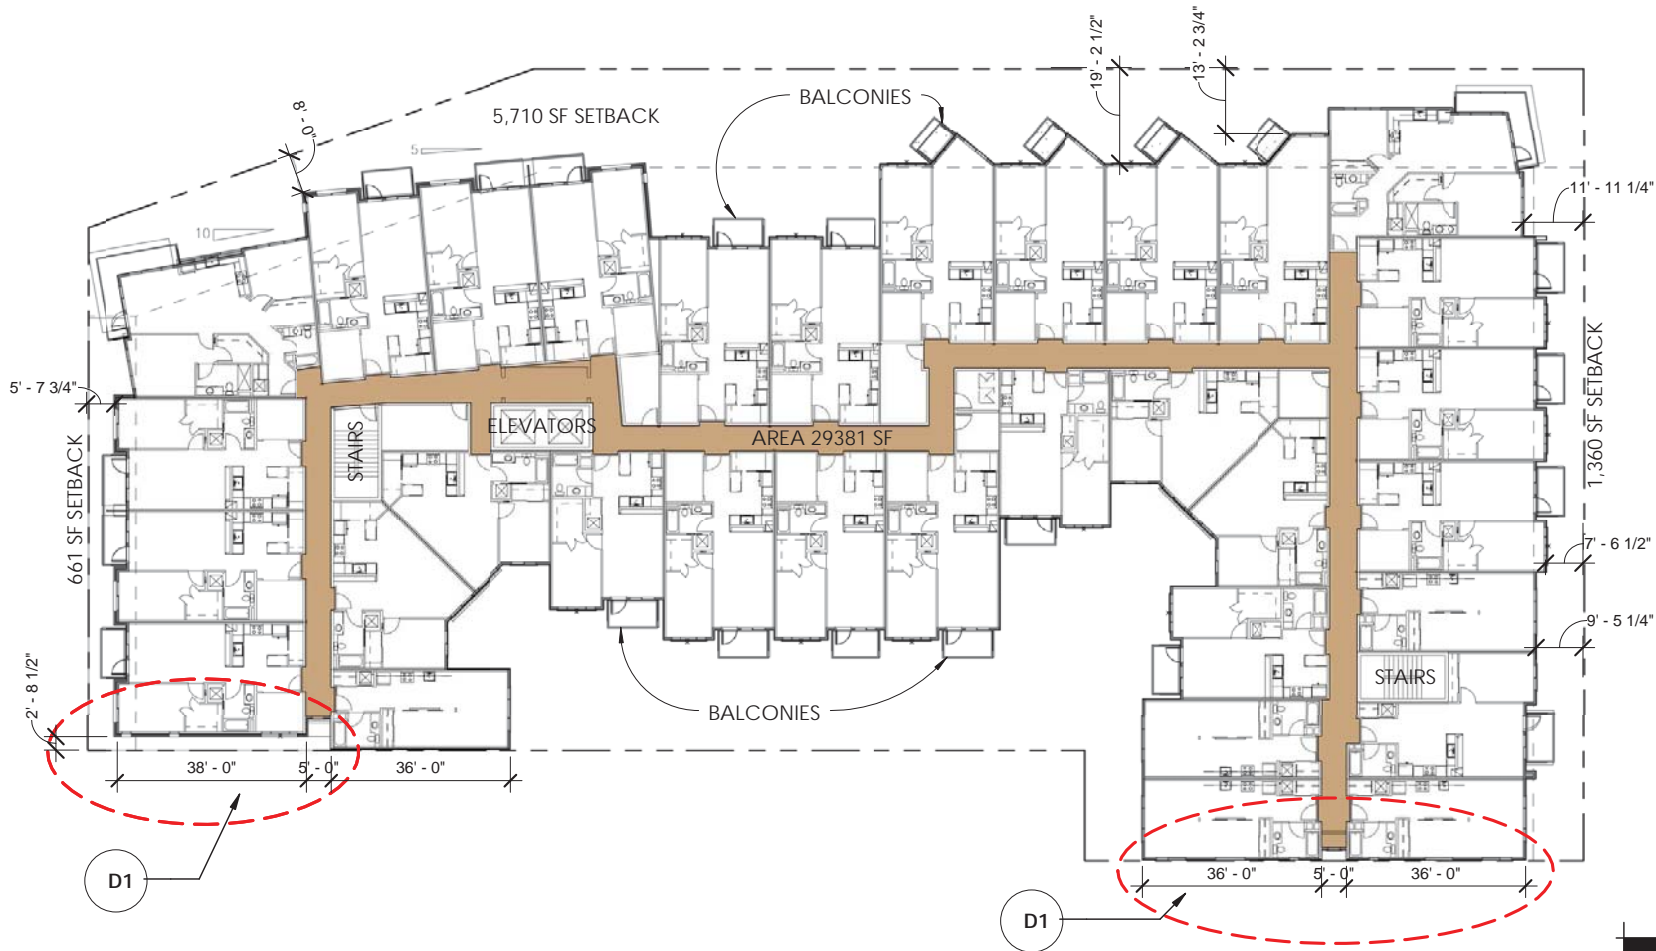 19' - 2 1/2"
13' - 2 3/4"
BALCONIES
8' - 0"
5,710 SF SETBACK
5
11' - 11 1/4"
10
5' - 7 3/4"
1,360 SF SETBACK
ELEVATORS
AREA 29381 SF
STAIRS
661 SF SETBACK
7' - 6 1/2"
9' - 5 1/4"
STAIRS
2' - 8 1/2"
BALCONIES
38' - 0"
5' - 0"
36' - 0"
D1
36' - 0"
5' - 0"
36' - 0"
D1